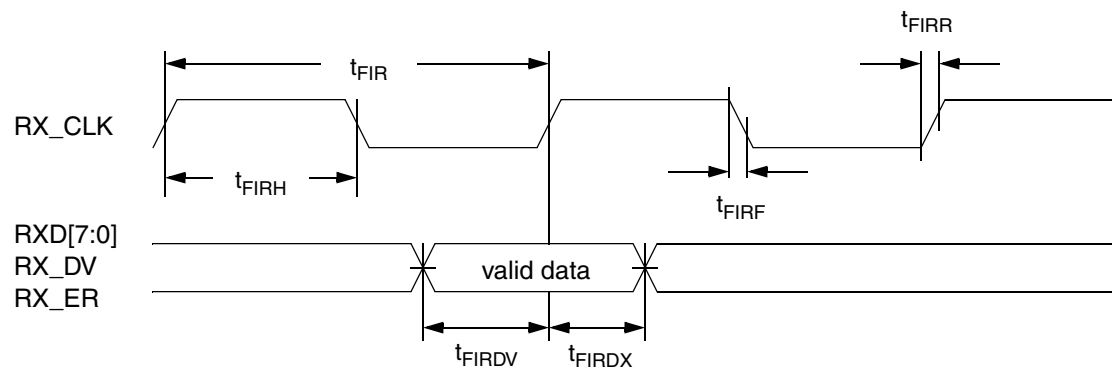 tFIRR
tFIR
RX_CLK
tFIRH
tFIRF
RXD[7:0]
RX_DV
valid data
RX_ER
tFIRDV
tFIRDX